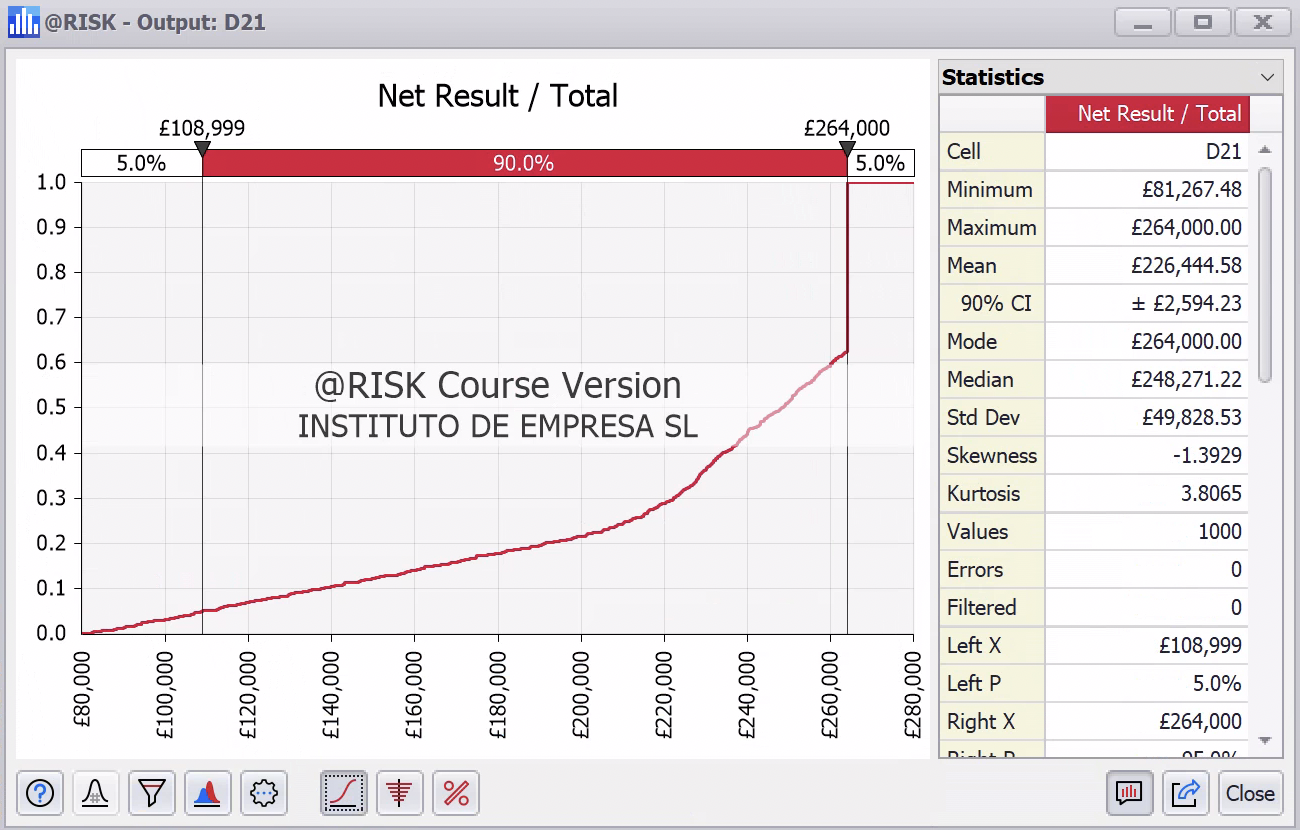 @RISK - Output: D21
Net Result / Total
£108,999 £264,000
5.0% 90.0% 5.0%
1.0
0.9
0.8
0.7
0.6
0.5
0.4
0.3
0.2
0.1
0.0
@RISK Course Version
INSTITUTO DE EMPRESA SL
£80,000 £100,000 £120,000 £140,000 £160,000 £180,000 £200,000 £220,000 £240,000 £260,000 £280,000
Statistics
Net Result / Total
Cell D21
Minimum £81,267.48
Maximum £264,000.00
Mean £226,444.58
90% CI ± £2,594.23
Mode £264,000.00
Median £248,271.22
Std Dev £49,828.53
Skewness -1.3929
Kurtosis 3.8065
Values 1000
Errors 0
Filtered 0
Left X £108,999
Left P 5.0%
Right X £264,000
Right P 95.0%
Close